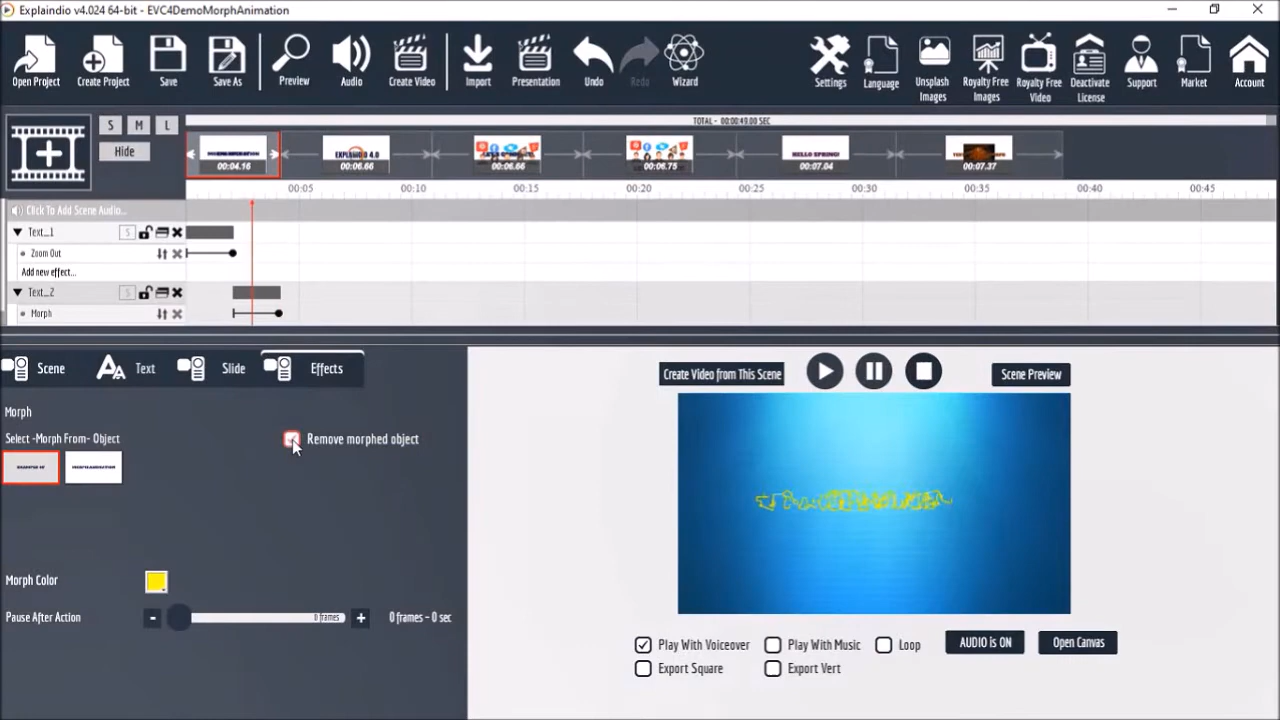 Explaindio v4.024 64-bit - EVC4DemoMorphAnimation
Open Project
Create Project
Save
Save As
Preview
Audio
Create Video
Import
Presentation
Undo
Redo
Wizard
Settings
Language
Unsplash
Images
Royalty Free
Images
Royalty Free
Video
Deactivate
License
Support
Market
Account
S M L
Hide
TOTAL - 00:00:49.00 SEC
00:04.16
EXPLAINDIO 4.0
00:06.66
00:06.66
00:06.75
HELLO SPRING!
00:07.04
00:07.37
00:05 00:10 00:15 00:20 00:25 00:30 00:35 00:40 00:45
Click To Add Scene Audio...
Text_1
S
Zoom Out
Add new effect...
Text_2
S
Morph
Scene
Text
Slide
Effects
Morph
Select -Morph From- Object
Remove morphed object
MORPH ANIMATION
Morph Color
Pause After Action
-
0 frames
+
0 frames - 0 sec
Create Video from This Scene
Scene Preview
Play With Voiceover
Play With Music
Loop
AUDIO is ON
Open Canvas
Export Square
Export Vert